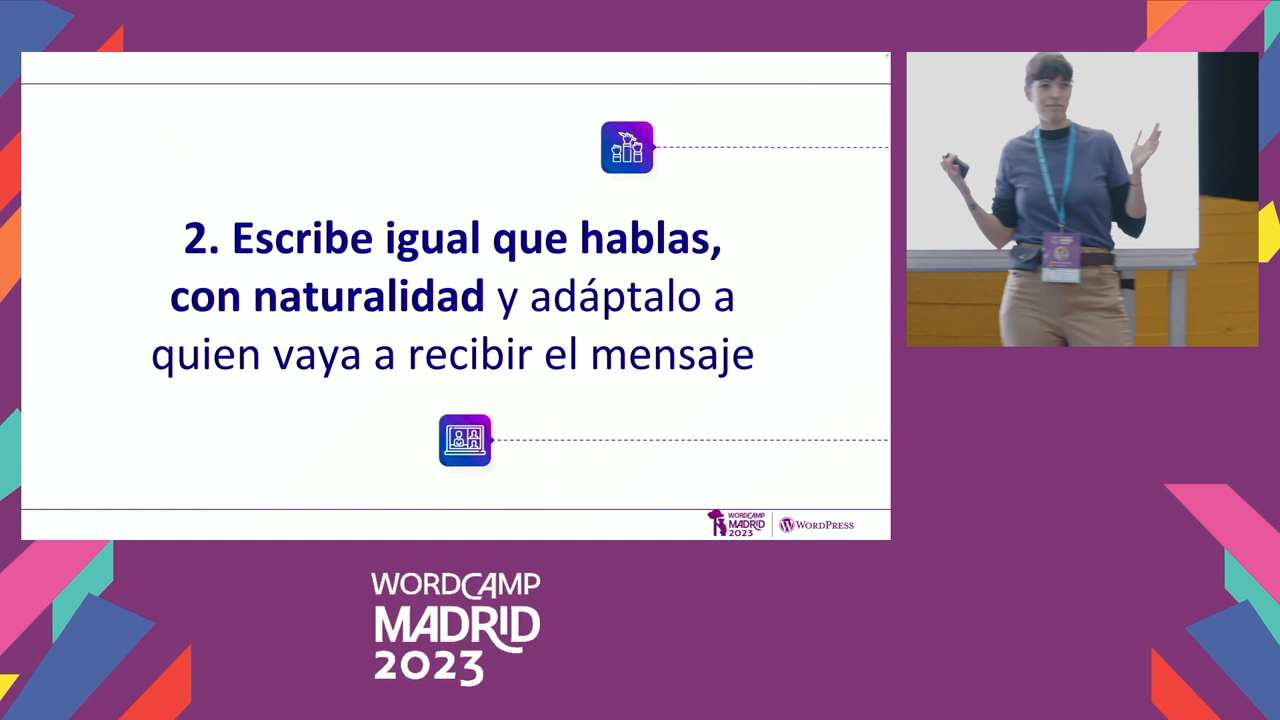 2. Escribe igual que hablas,
con naturalidad y adáptalo a
quien vaya a recibir el mensaje
WORDCAMP
MADRID
2023
WORDPRESS
WORDCAMP
MADRID
2023